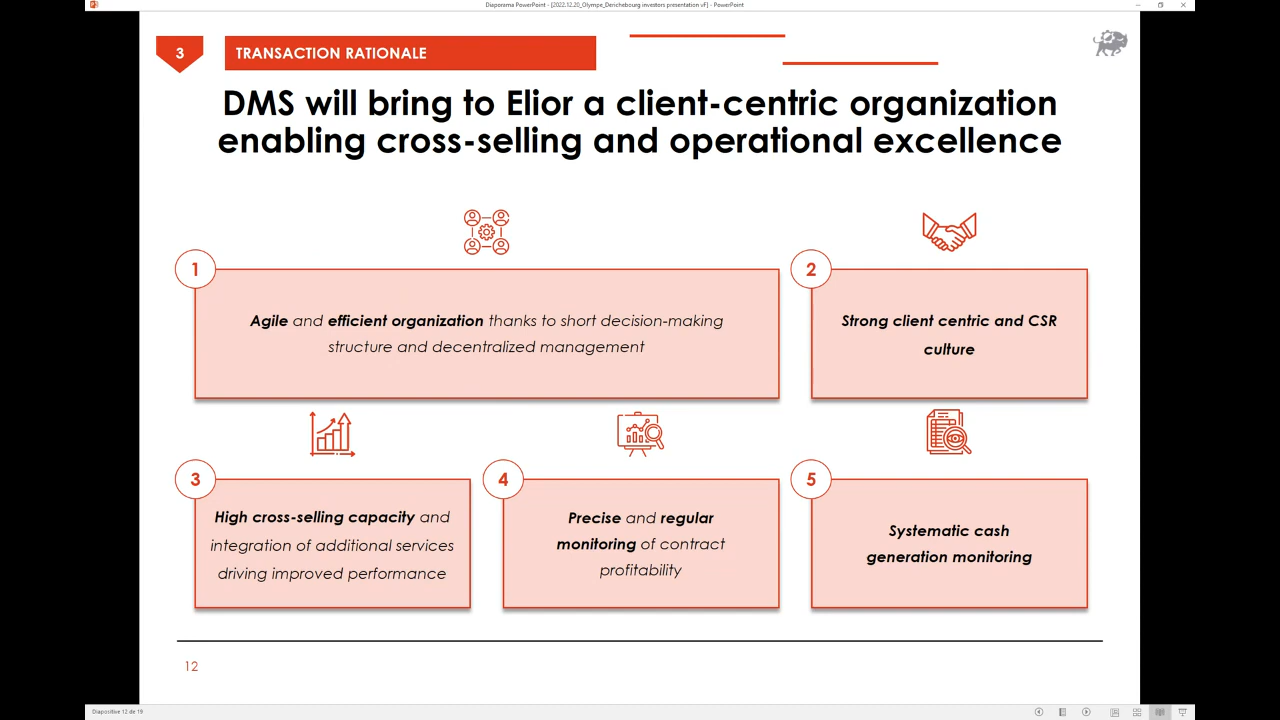 Diaporama PowerPoint - [2022.12.20_Olympe_Derichebourg investors presentation vF] - PowerPoint
3
TRANSACTION RATIONALE
DMS will bring to Elior a client-centric organization
enabling cross-selling and operational excellence
1
Agile and efficient organization thanks to short decision-making
structure and decentralized management
2
Strong client centric and CSR
culture
3
High cross-selling capacity and
integration of additional services
driving improved performance
4
Precise and regular
monitoring of contract
profitability
5
Systematic cash
generation monitoring
12
Diapositive 12 de 19